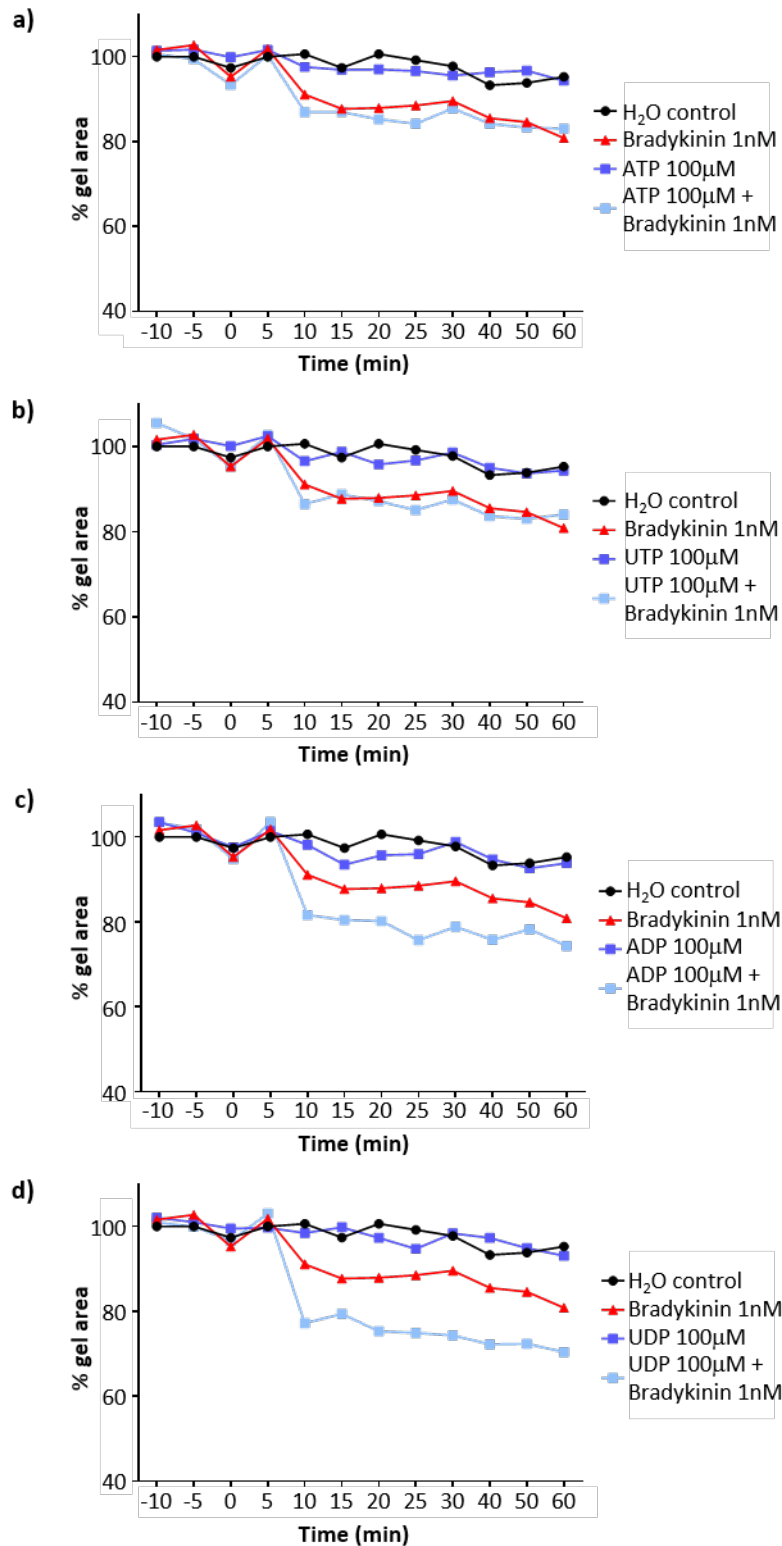 a)
100
80
60
40
% gel area
-10 -5 0 5 10 15 20 25 30 40 50 60
Time (min)
H₂O control
Bradykinin 1nM
ATP 100µM
ATP 100µM +
Bradykinin 1nM
b)
100
80
60
40
% gel area
-10 -5 0 5 10 15 20 25 30 40 50 60
Time (min)
H₂O control
Bradykinin 1nM
UTP 100µM
UTP 100µM +
Bradykinin 1nM
c)
100
80
60
40
% gel area
-10 -5 0 5 10 15 20 25 30 40 50 60
Time (min)
H₂O control
Bradykinin 1nM
ADP 100µM
ADP 100µM +
Bradykinin 1nM
d)
100
80
60
40
% gel area
-10 -5 0 5 10 15 20 25 30 40 50 60
Time (min)
H₂O control
Bradykinin 1nM
UDP 100µM
UDP 100µM +
Bradykinin 1nM